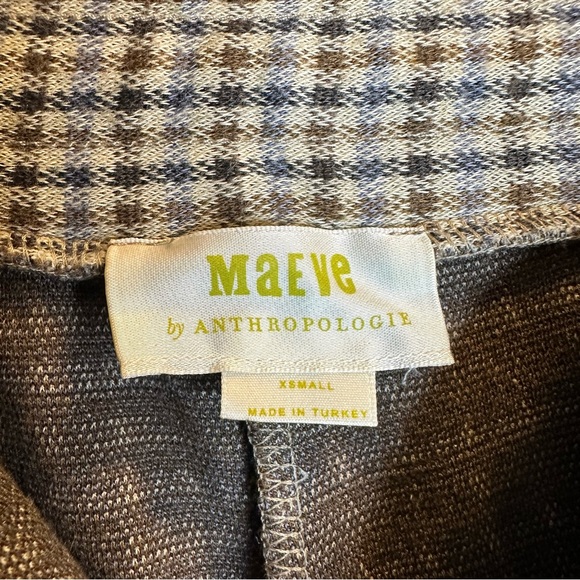 MaEVe
by ANTHROPOLOGIE
XSMALL
MADE IN TURKEY